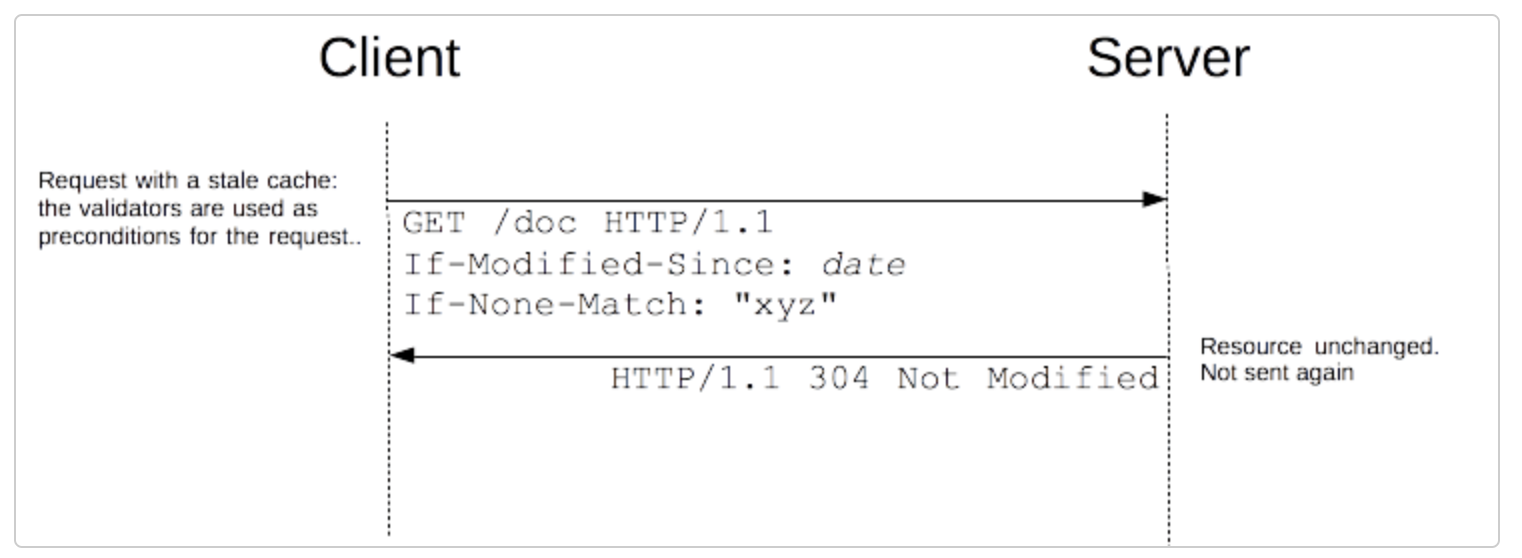 Client
Server
Request with a stale cache:
the validators are used as
preconditions for the request..
GET /doc HTTP/1.1
If-Modified-Since: date
If-None-Match: "xyz"
Resource unchanged.
Not sent again
HTTP/1.1 304 Not Modified